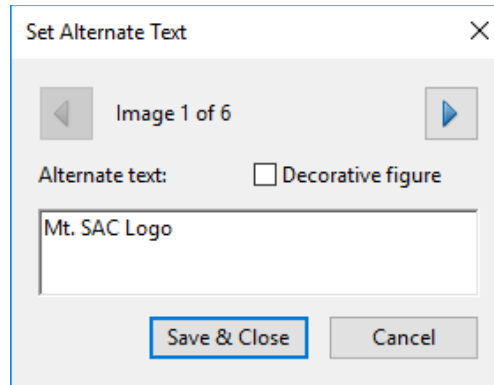 Set Alternate Text
Image 1 of 6
Alternate text: Decorative figure
Mt. SAC Logo
Save & Close Cancel